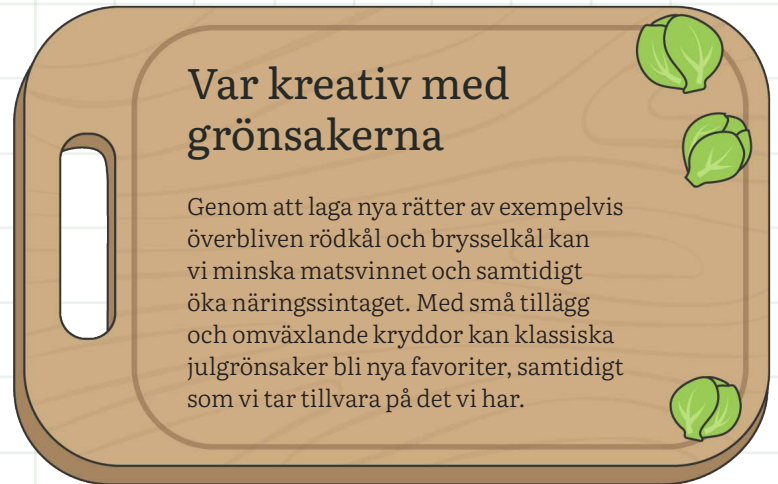 Var kreativ med
grönsakerna
Genom att laga nya rätter av exempelvis
överbliven rödkål och brysselkål kan
vi minska matsvinnet och samtidigt
öka näringssintaget. Med små tillägg
och omväxlande kryddor kan klassiska
julgrönsaker bli nya favoriter, samtidigt
som vi tar tillvara på det vi har.